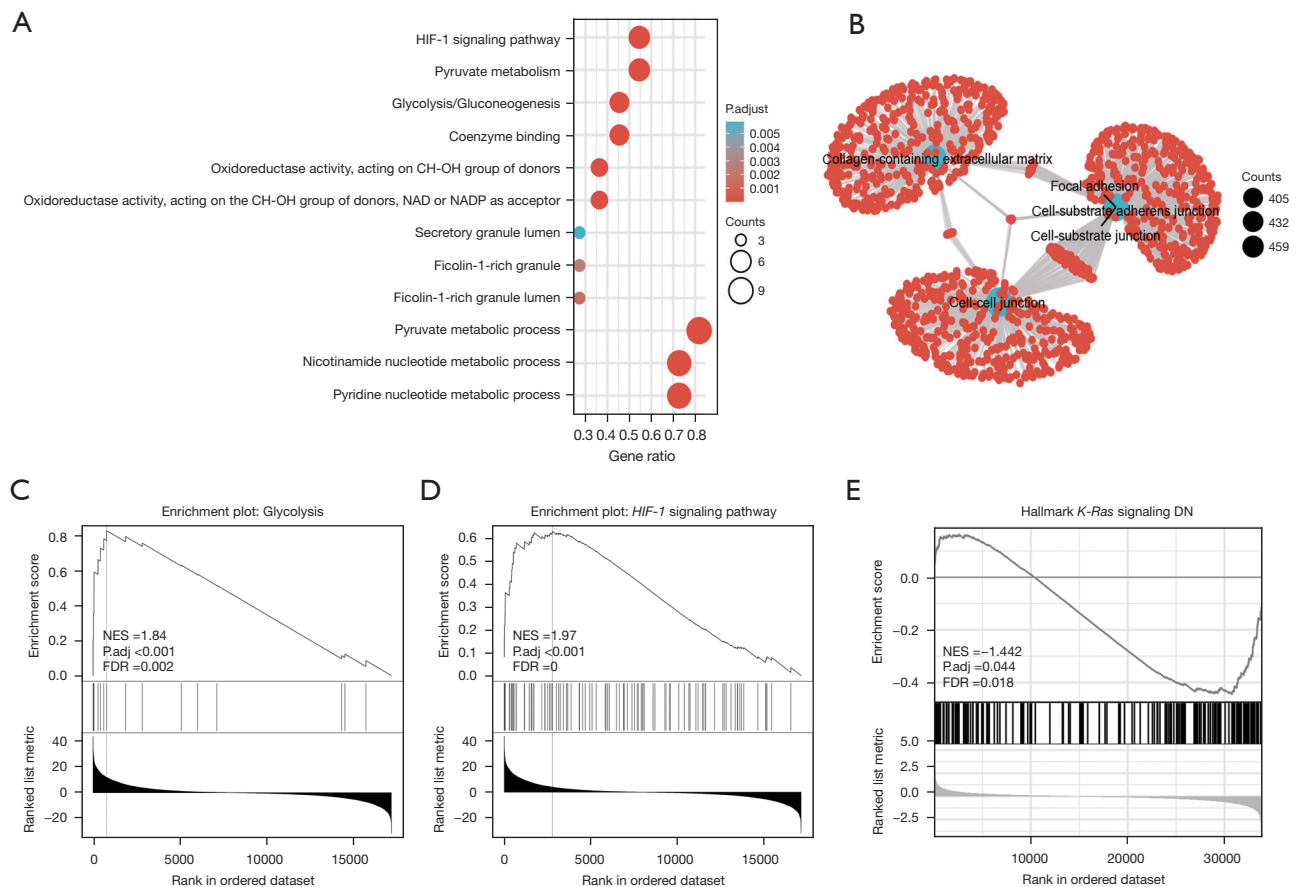 A
HIF-1 signaling pathway
Pyruvate metabolism
Glycolysis/Gluconeogenesis
Coenzyme binding
Oxidoreductase activity, acting on CH-OH group of donors
Oxidoreductase activity, acting on the CH-OH group of donors, NAD or NADP as acceptor
Secretory granule lumen
Ficolin-1-rich granule
Ficolin-1-rich granule lumen
Pyruvate metabolic process
Nicotinamide nucleotide metabolic process
Pyridine nucleotide metabolic process
0.3 0.4 0.5 0.6 0.7 0.8
Gene ratio
P.adjust
0.005
0.004
0.003
0.002
0.001
Counts
3
6
9
B
Collagen-containing extracellular matrix
Focal adhesion
Cell-substrate adherens junction
Cell-substrate junction
Cell-cell junction
Counts
405
432
459
C
Enrichment plot: Glycolysis
Enrichment score
0.8
0.6
0.4
0.2
0.0
NES =1.84
P.adj <0.001
FDR =0.002
Ranked list metric
40
20
0
−20
0 5000 10000 15000
Rank in ordered dataset
D
Enrichment plot: HIF-1 signaling pathway
Enrichment score
0.6
0.5
0.4
0.3
0.2
0.1
0.0
NES =1.97
P.adj <0.001
FDR =0
Ranked list metric
40
20
0
−20
0 5000 10000 15000
Rank in ordered dataset
E
Hallmark K-Ras signaling DN
Enrichment score
0.0
−0.2
−0.4
NES =−1.442
P.adj =0.044
FDR =0.018
Ranked list metric
5.0
2.5
0.0
−2.5
10000 20000 30000
Rank in ordered dataset